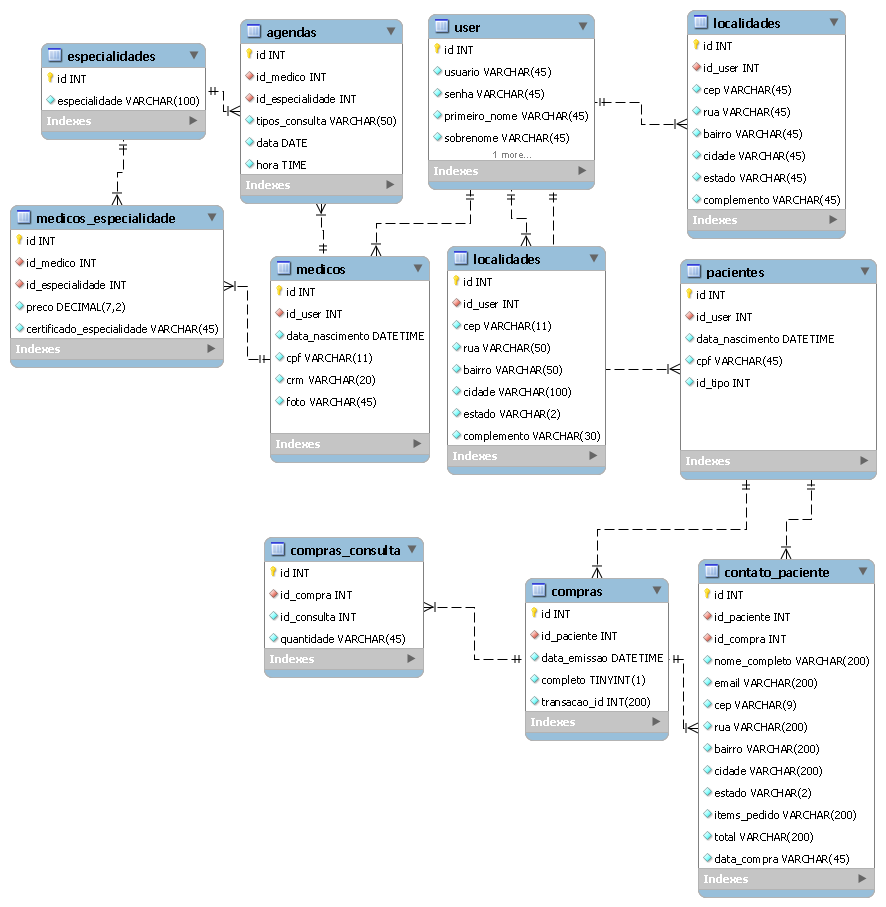 especialidades
id INT
especialidade VARCHAR(100)
Indexes
agendas
id INT
id_medico INT
id_especialidade INT
tipos_consulta VARCHAR(50)
data DATE
hora TIME
Indexes
user
id INT
usuario VARCHAR(45)
senha VARCHAR(45)
primeiro_nome VARCHAR(45)
sobrenome VARCHAR(45)
1 more...
Indexes
localidades
id INT
id_user INT
cep VARCHAR(45)
rua VARCHAR(45)
bairro VARCHAR(45)
cidade VARCHAR(45)
estado VARCHAR(45)
complemento VARCHAR(45)
Indexes
medicos_especialidade
id INT
id_medico INT
id_especialidade INT
preco DECIMAL(7,2)
certificado_especialidade VARCHAR(45)
Indexes
medicos
id INT
id_user INT
data_nascimento DATETIME
cpf VARCHAR(11)
crm VARCHAR(20)
foto VARCHAR(45)
Indexes
localidades
id INT
id_user INT
cep VARCHAR(11)
rua VARCHAR(50)
bairro VARCHAR(50)
cidade VARCHAR(100)
estado VARCHAR(2)
complemento VARCHAR(30)
Indexes
pacientes
id INT
id_user INT
data_nascimento DATETIME
cpf VARCHAR(45)
id_tipo INT
Indexes
compras_consulta
id INT
id_compra INT
id_consulta INT
quantidade VARCHAR(45)
Indexes
compras
id INT
id_paciente INT
data_emissao DATETIME
completo TINYINT(1)
transacao_id INT(200)
Indexes
contato_paciente
id INT
id_paciente INT
id_compra INT
nome_completo VARCHAR(200)
email VARCHAR(200)
cep VARCHAR(9)
rua VARCHAR(200)
bairro VARCHAR(200)
cidade VARCHAR(200)
estado VARCHAR(2)
items_pedido VARCHAR(200)
total VARCHAR(200)
data_compra VARCHAR(45)
Indexes